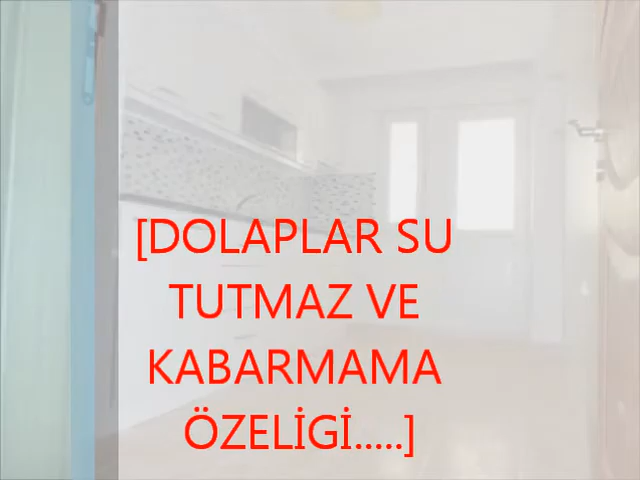 [DOLAPLAR SU
TUTMAZ VE
KABARMAMA
ÖZELİGİ.....]